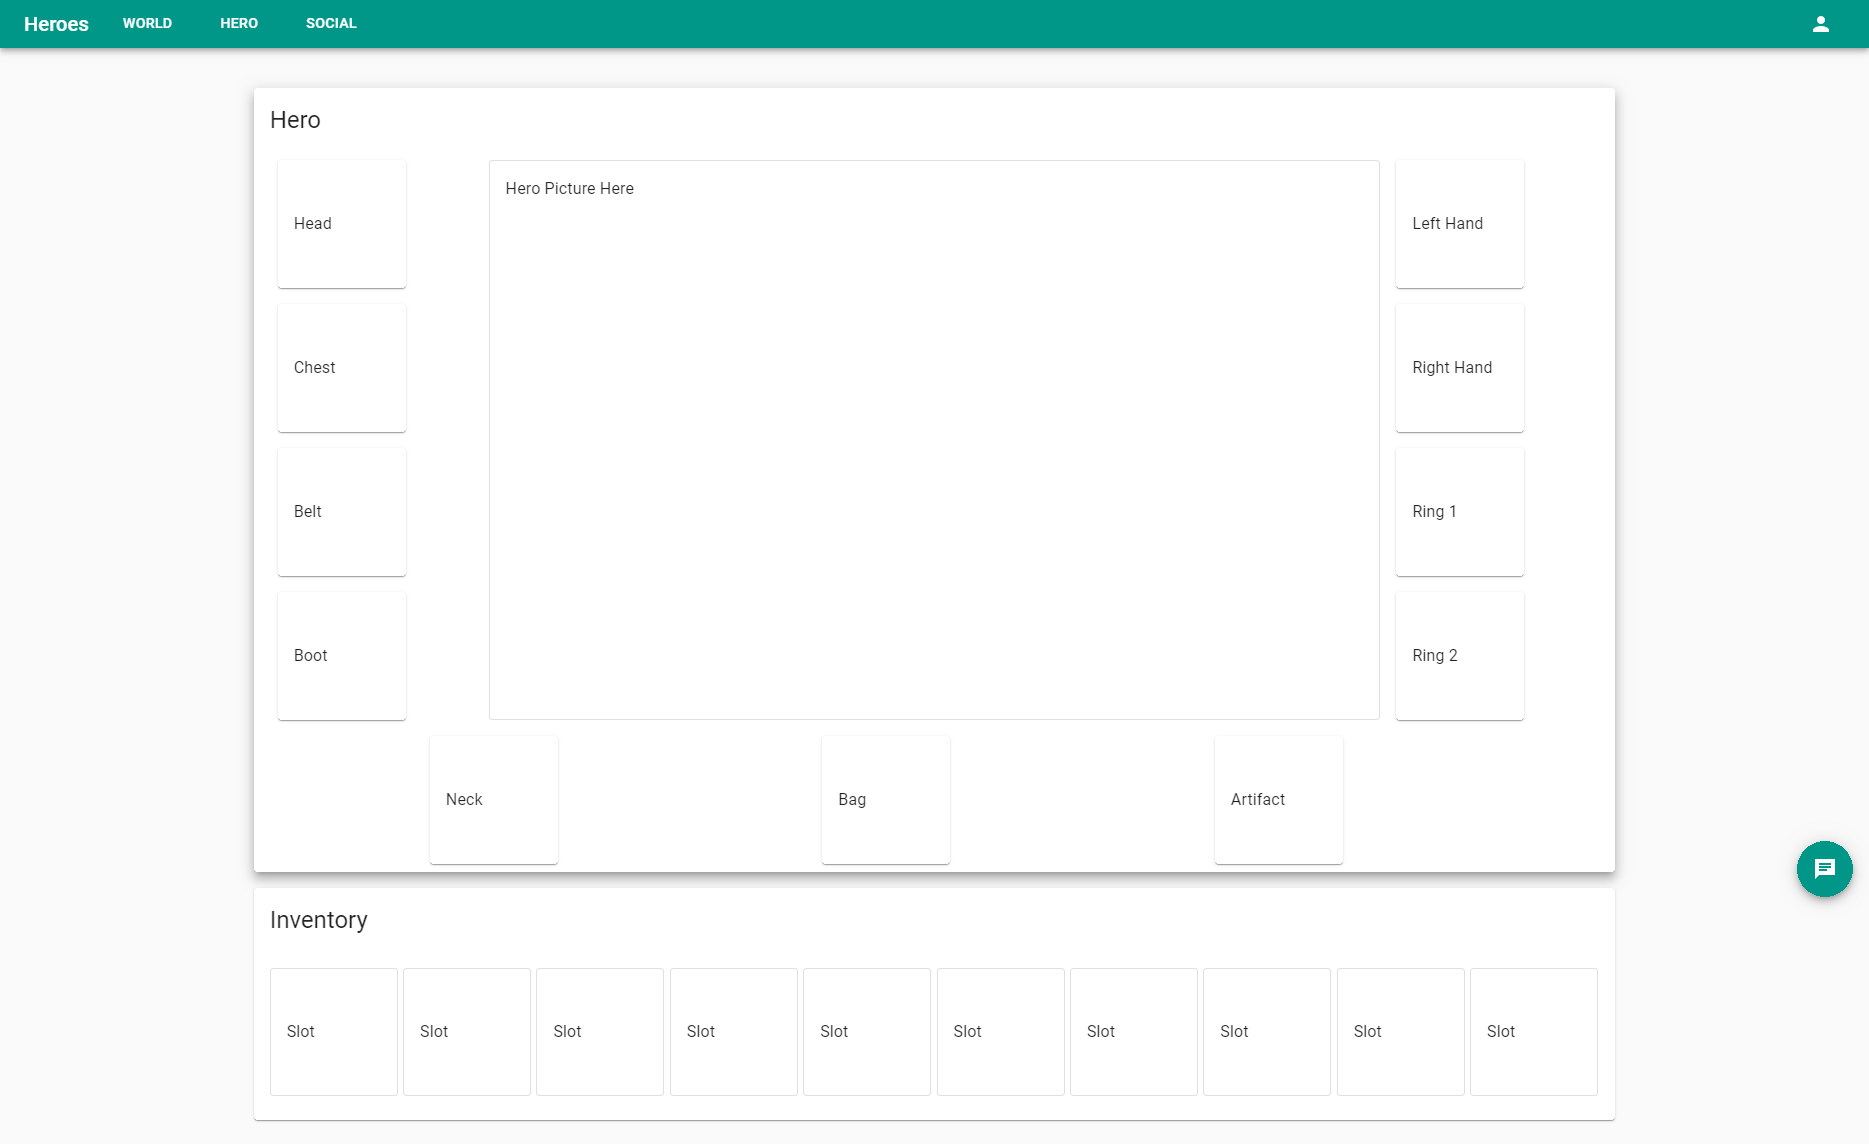 Heroes WORLD HERO SOCIAL
Hero
Head
Hero Picture Here
Left Hand
Chest
Right Hand
Belt
Ring 1
Boot
Ring 2
Neck
Bag
Artifact
Inventory
Slot
Slot
Slot
Slot
Slot
Slot
Slot
Slot
Slot
Slot